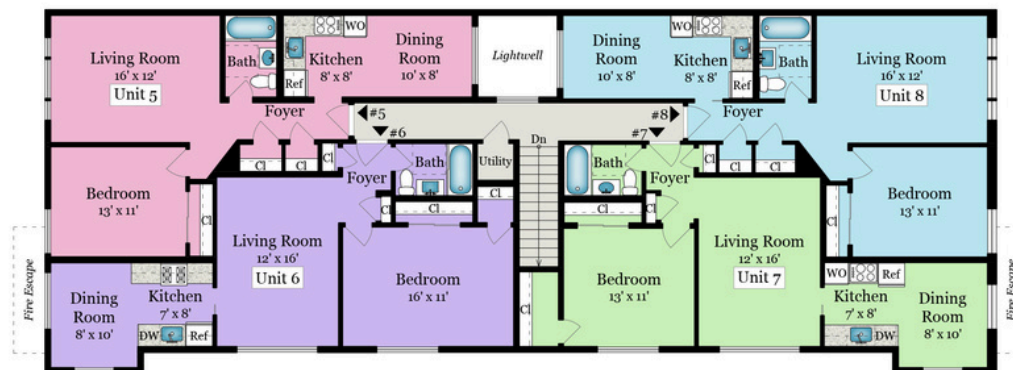 Living Room
16' x 12'
Unit 5
Bath
WO
Kitchen
8' x 8'
Ref
Dining
Room
10' x 8'
Lightwell
Dining
Room
10' x 8'
WO
Kitchen
8' x 8'
Ref
Bath
Living Room
16' x 12'
Unit 8
Foyer
#5
#6
#8
#7
Foyer
Cl
Cl
Cl
Bath
Utility
Dn
Bath
Cl
Cl
Cl
Foyer
Foyer
Bedroom
13' x 11'
Cl
Cl
Cl
Cl
Cl
Cl
Cl
Bedroom
13' x 11'
Living Room
12' x 16'
Unit 6
Bedroom
16' x 11'
Cl
Bedroom
13' x 11'
Living Room
12' x 16'
Unit 7
Fire Escape
Dining
Room
8' x 10'
Kitchen
7' x 8'
DW
Ref
WO
Ref
Kitchen
7' x 8'
DW
Dining
Room
8' x 10'
Fire Escape